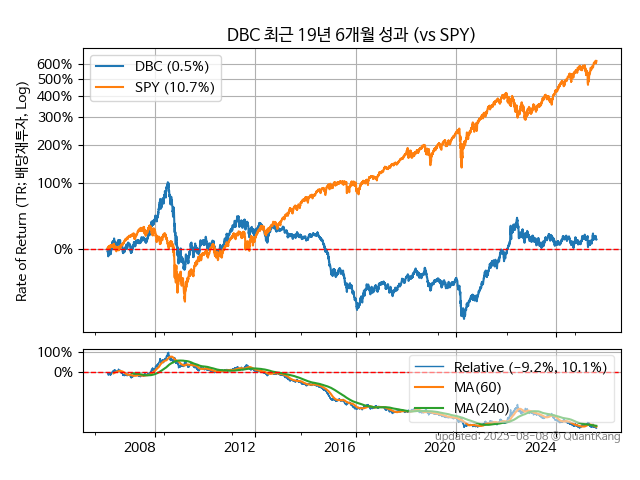 DBC 최근 19년 6개월 성과 (vs SPY)
Rate of Return (TR: 배당재투자, Log)
DBC (0.5%)
SPY (10.7%)
600%
500%
400%
300%
200%
100%
0%
100%
0%
Relative (−9.2%, 10.1%)
MA(60)
MA(240)
2008
2012
2016
2020
2024
updated: 2025-08-08 © QuantKang